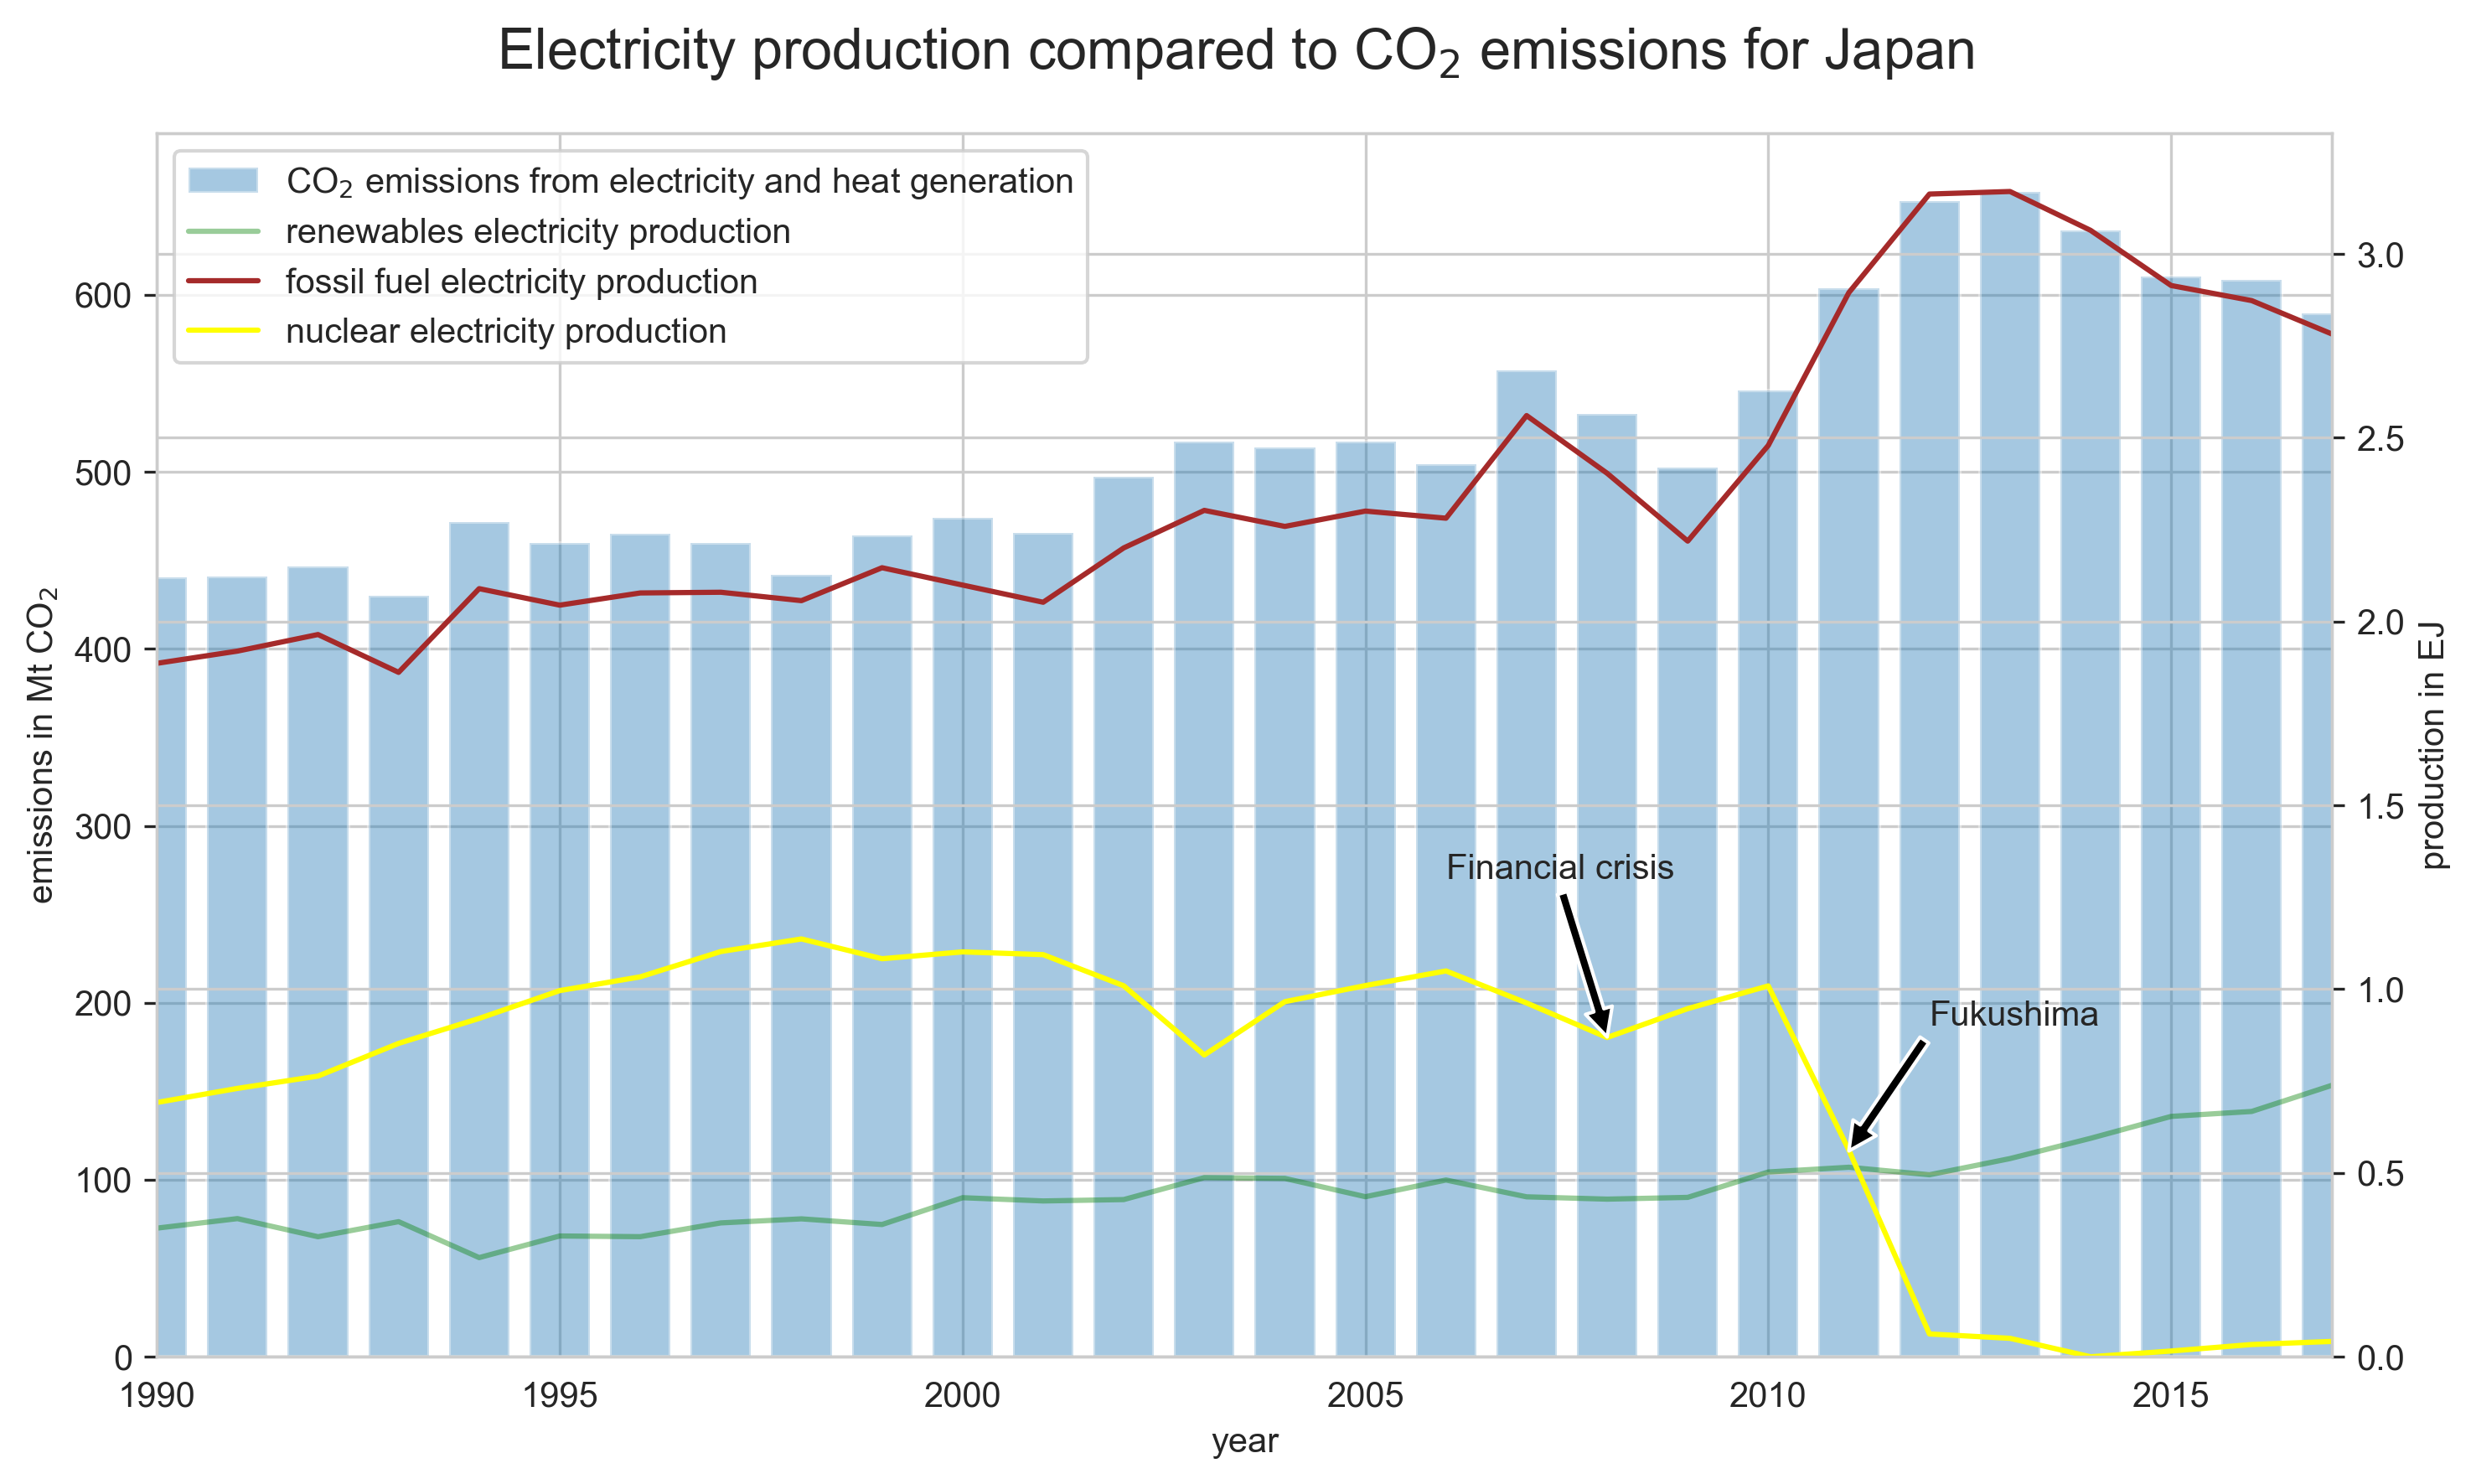 Electricity production compared to CO₂ emissions for Japan
CO₂ emissions from electricity and heat generation
renewables electricity production
fossil fuel electricity production
nuclear electricity production
emissions in Mt CO₂
600
500
400
300
200
100
0
3.0
2.5
2.0
1.5
1.0
0.5
0.0
production in EJ
Financial crisis
Fukushima
1990 1995 2000 2005 2010 2015
year